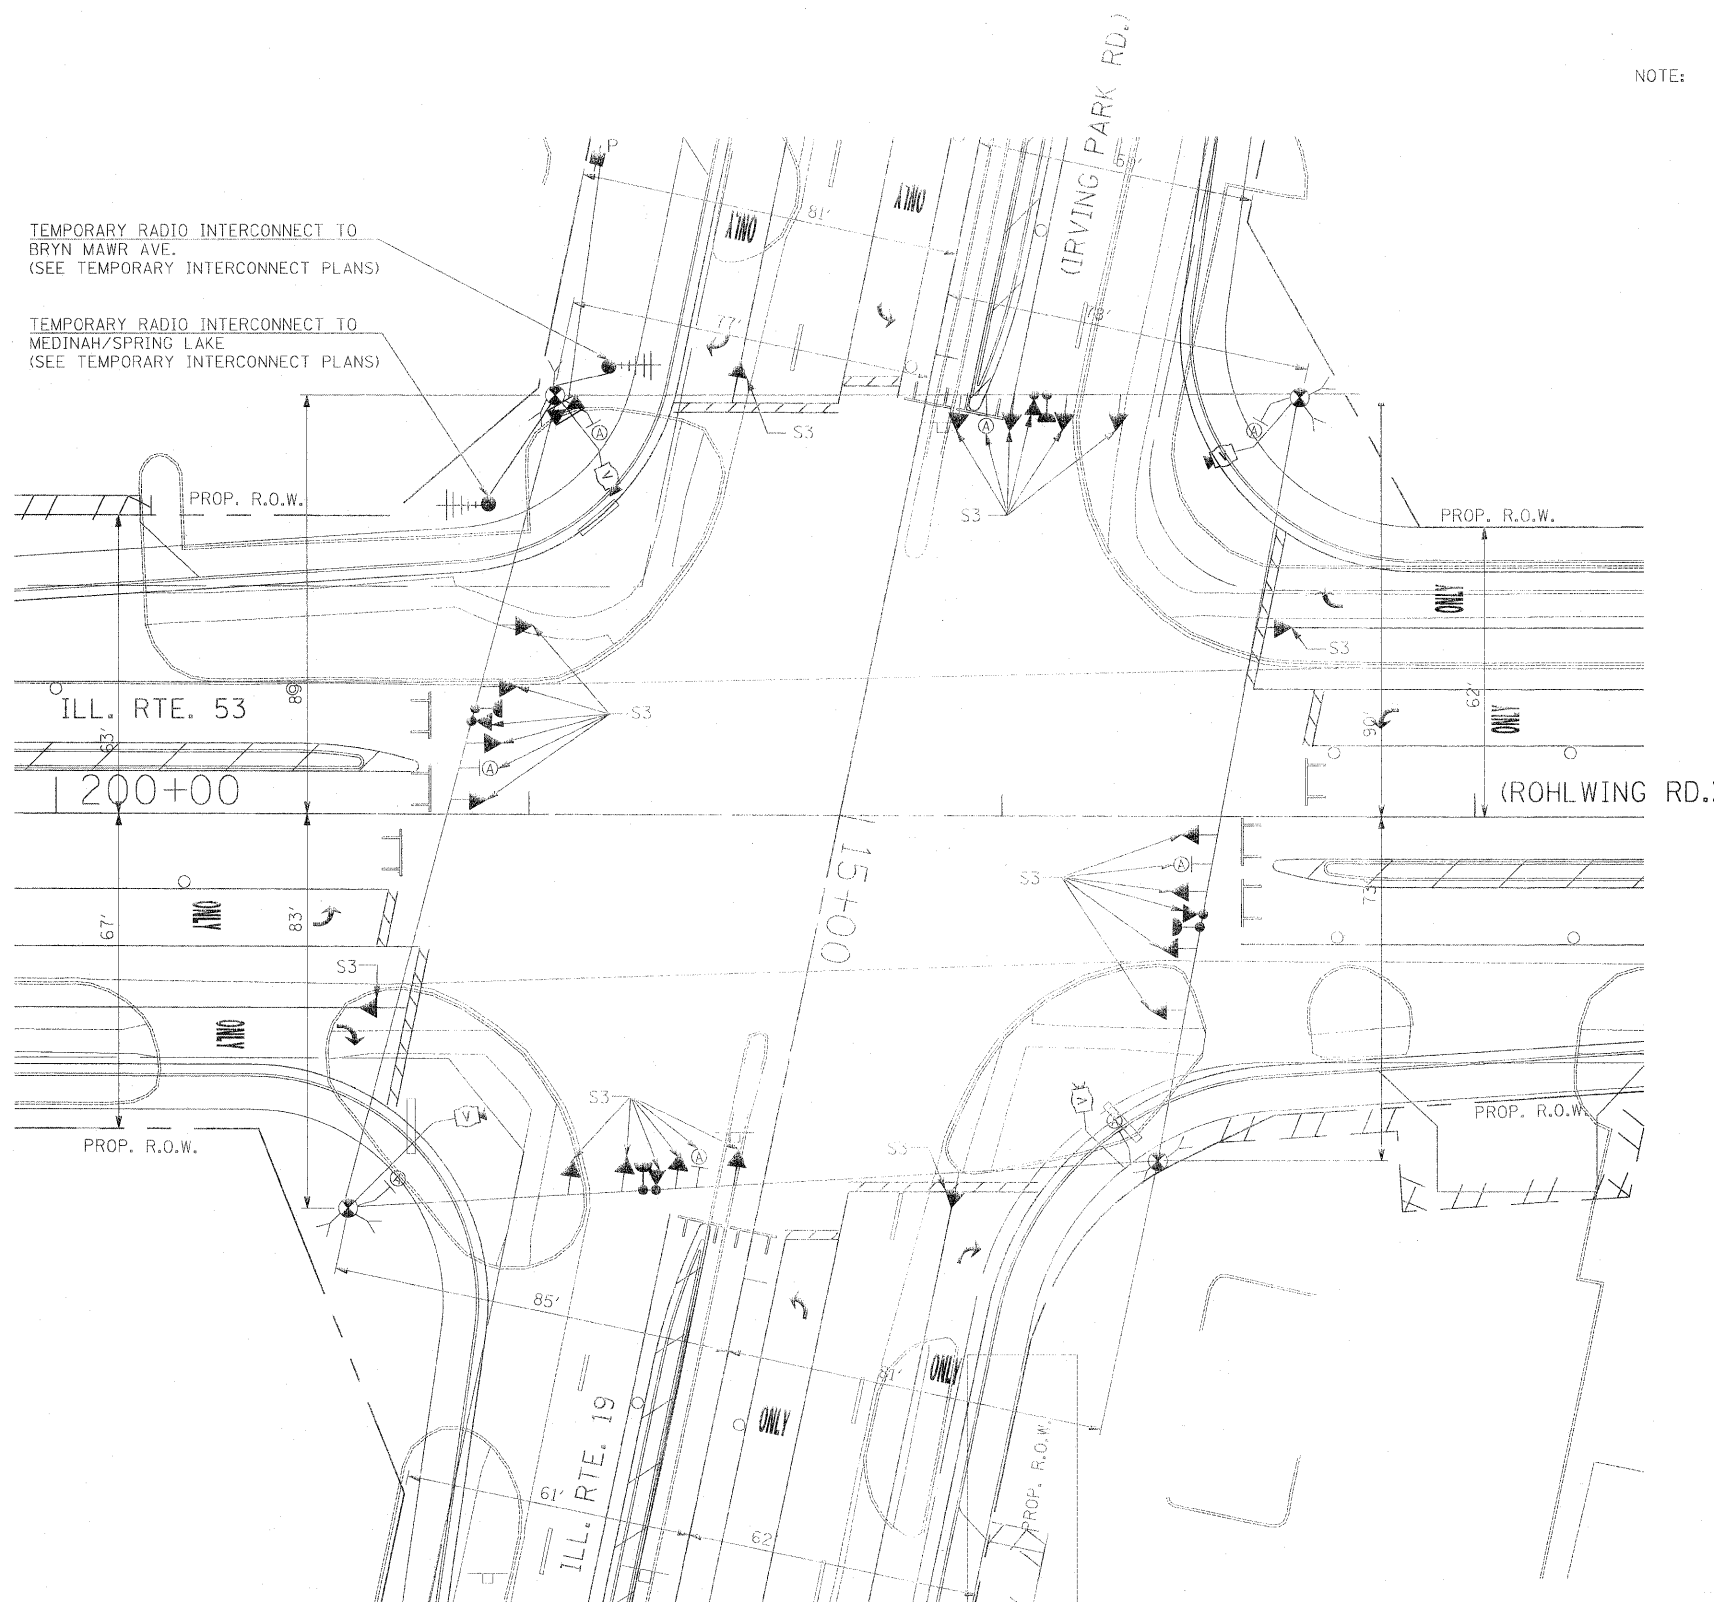 NOTE:
(IRVING PARK RD.)
P
ONLY
ONLY
81'
TEMPORARY RADIO INTERCONNECT TO
BRYN MAWR AVE.
(SEE TEMPORARY INTERCONNECT PLANS)
TEMPORARY RADIO INTERCONNECT TO
MEDINAH/SPRING LAKE
(SEE TEMPORARY INTERCONNECT PLANS)
77'
78'
A
S3
A
A
V
S3
PROP. R.O.W.
PROP. R.O.W.
ONLY
S3
89'
62'
ILL. RTE. 53
S3
63'
90'
ONLY
A
200+00
(ROHLWING RD.)
15+00
A
S3
73'
67'
ONLY
83'
S3
ONLY
V
V
S3
A
PROP. R.O.W.
PROP. R.O.W.
A
S3
A
85'
ONLY
ONLY
ILL. RTE. 19
PROP. R.O.W.
61'
62'